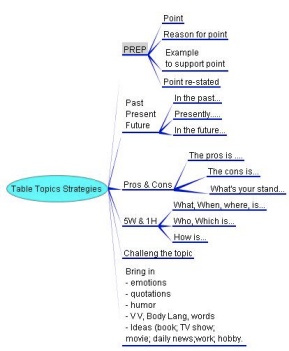 Point
Reason for point
PREP
Example
to support point
Point re-stated
Past
Present
Future
In the past...
Presently.....
In the future...
Table Topics Strategies
Pros & Cons
The pros is ....
The cons is...
What's your stand...
5W & 1H
What, When, where, is...
Who, Which is...
How is...
Challeng the topic
Bring in
- emotions
- quotations
- humor
- V V, Body Lang, words
- Ideas (book; TV show;
movie; daily news;work; hobby.